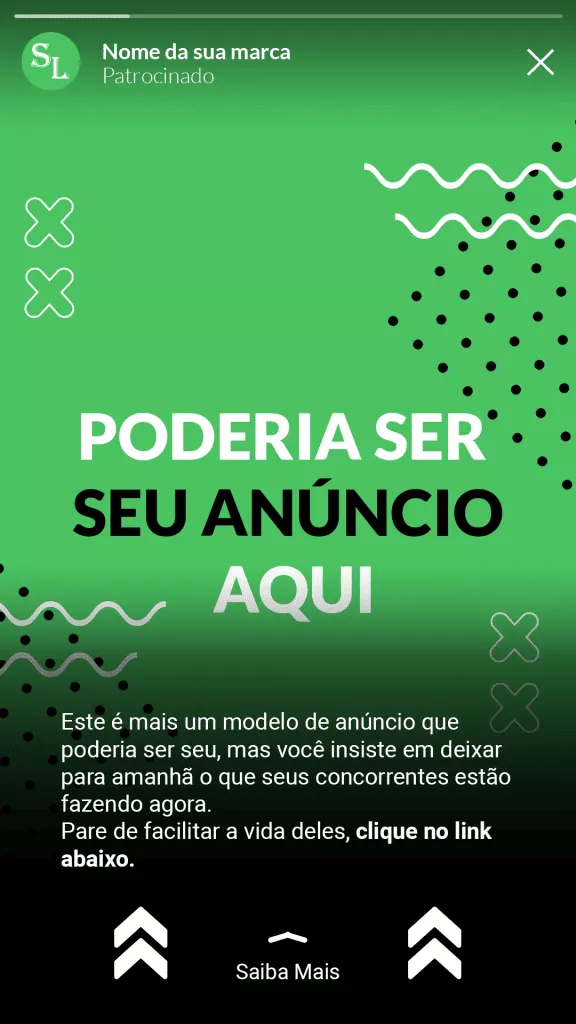 SL
Nome da sua marca
Patrocinado
PODERIA SER
SEU ANÚNCIO
AQUI
Este é mais um modelo de anúncio que
poderia ser seu, mas você insiste em deixar
para amanhã o que seus concorrentes estão
fazendo agora.
Pare de facilitar a vida deles, clique no link
abaixo.
Saiba Mais